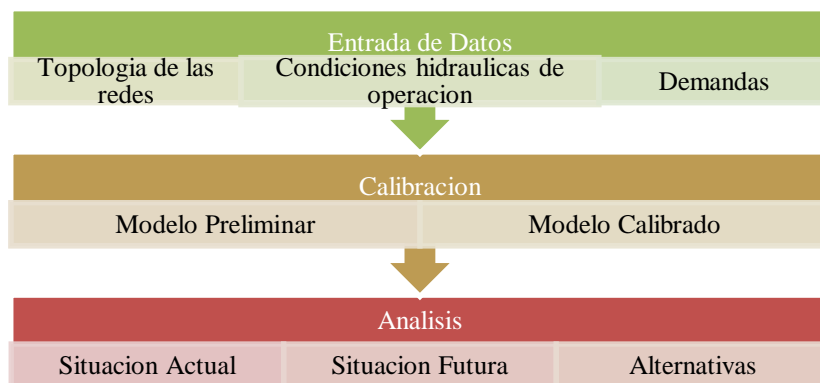 Entrada de Datos
Topologia de las
redes
Condiciones hidraulicas de
operacion
Demandas
Calibracion
Modelo Preliminar
Modelo Calibrado
Analisis
Situacion Actual
Situacion Futura
Alternativas